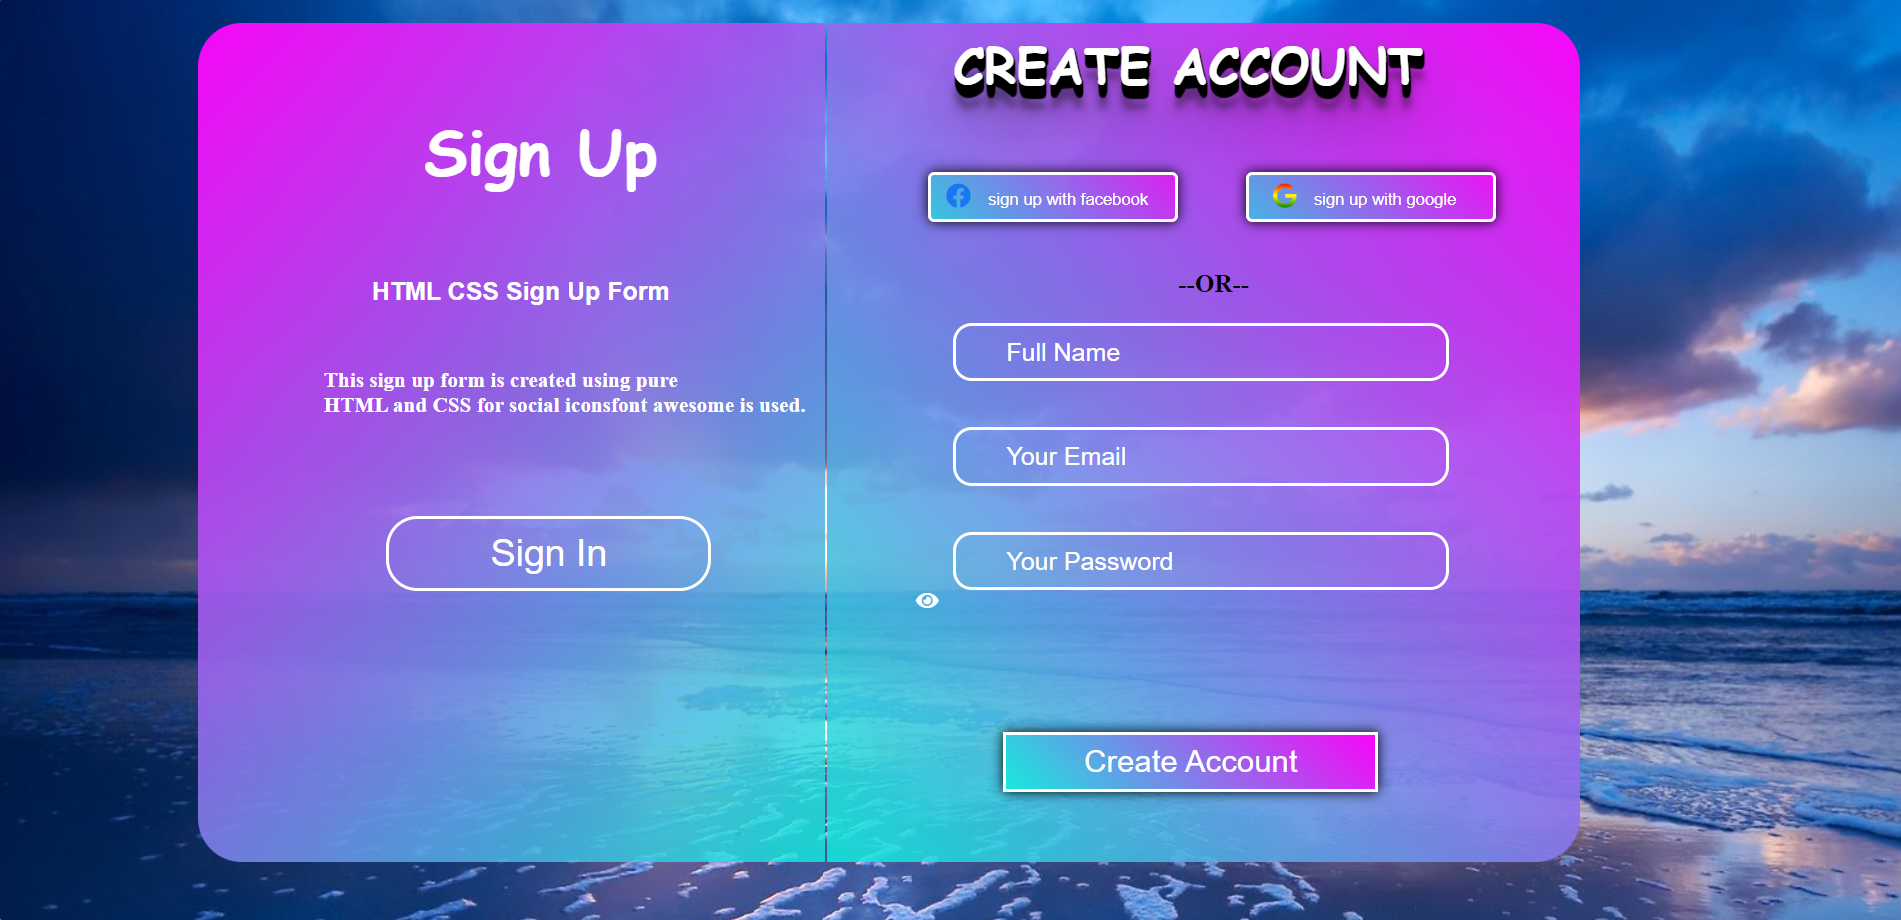 Sign Up
HTML CSS Sign Up Form
This sign up form is created using pure
HTML and CSS for social iconsfont awesome is used.
Sign In
CREATE ACCOUNT
sign up with facebook
sign up with google
--OR--
Full Name
Your Email
Your Password
Create Account